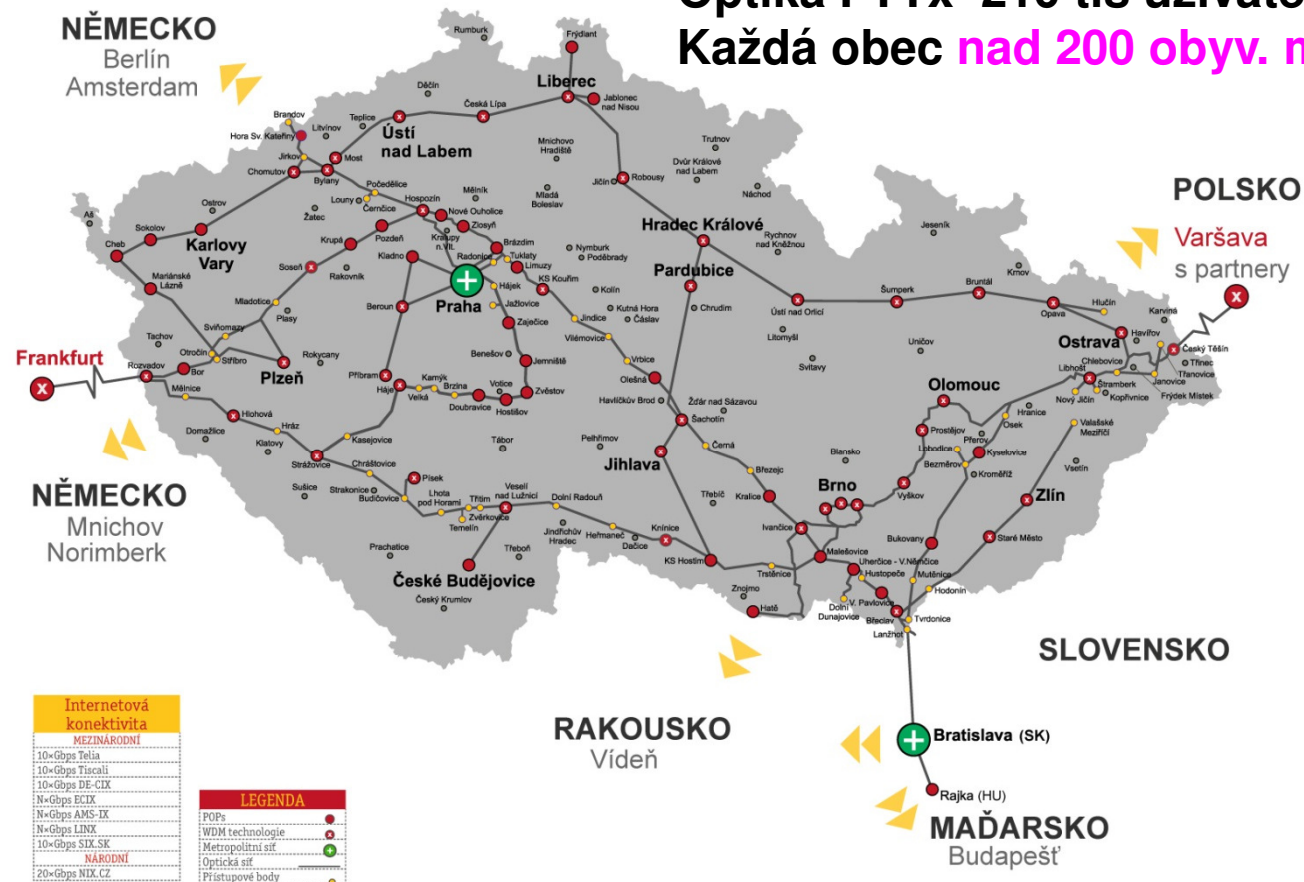 Každá obec nad 200 obyv.
NĚMECKO
Berlín
Amsterdam
Rumburk
Frýdlant
Děčín
Liberec
Jablonec
nad Nisou
Česká Lípa
Teplice
Ústí
nad Labem
Brandov
Litvínov
Hora Sv. Kateřiny
Jirkov
Most
Chomutov
Bylany
Mnichovo
Hradiště
Trutnov
Dvůr Králové
nad Labem
Jičín
Robousy
Náchod
POLSKO
Varšava
s partnery
Počedělice
Louny
Černčice
Hospozín
Mělník
Mladá
Boleslav
Ostrov
Žatec
Nové Ouholice
Zlosyň
Aš
Sokolov
Cheb
Karlovy
Vary
Krupá
Pozdeň
Kralupy
n.Vlt.
Brázdim
Radonice
Tuklaty
Limuzy
Nymburk
Poděbrady
Hradec Králové
Rychnov
nad Kněžnou
Jeseník
Mariánské
Lázně
Sosoň
Rakovník
Kladno
KS Kouřim
Kolín
Pardubice
Krnov
Beroun
Praha
Hájek
Jažlovice
Kutná Hora
Čáslav
Chrudim
Ústí nad Orlicí
Šumperk
Bruntál
Opava
Hlučín
Karviná
Mladotice
Plasy
Zaječice
Jindice
Vilémovice
Litomyšl
Uničov
Ostrava
Havířov
Český Těšín
Třinec
Třanovice
Tachov
Sviňomazy
Otročín
Stříbro
Rokycany
Benešov
Jemniště
Vrbice
Svitavy
Chlebovice
Libhošť
Frankfurt
Rozvadov
Bor
Plzeň
Příbram
Háje
Kamýk
Velká
Brzina
Votice
Zvěstov
Doubravice
Hostišov
Olešná
Havlíčkův Brod
Žďár nad Sázavou
Olomouc
Štramberk
Kopřivnice
Nový Jičín
Janovice
Frýdek Místek
Mělnice
Hlohová
Hráz
Domažlice
Klatovy
Kasejovice
Šachotín
Hranice
Osek
Valašské
Meziříčí
Prostějov
Přerov
Lobodice
Kyselovice
Bezměrov
Kroměříž
Vsetín
Strážovice
Chráštovice
Tábor
Pelhřimov
Jihlava
Černá
Březejc
Blansko
NĚMECKO
Mnichov
Norimberk
Sušice
Strakonice
Budičovice
Písek
Lhota
pod Horami
Třitim
Zvěrkovice
Temelín
Veselí
nad Lužnicí
Dolní Radouň
Třebíč
Kralice
Brno
Vyškov
Zlín
Jindřichův
Hradec
Heřmaneč
Dačice
Knínice
Ivančice
Staré Město
Prachatice
Třeboň
KS Hostim
Malešovice
Bukovany
České Budějovice
Trstěnice
Uherčice - V.Němčice
Hustopeče
Mutěnice
Český Krumlov
Znojmo
Hatě
Dolní
Dunajovice
V. Pavlovice
Hodonín
Břeclav
Tvrdonice
Lanžhot
SLOVENSKO
RAKOUSKO
Vídeň
Bratislava (SK)
Rajka (HU)
MAĎARSKO
Budapešť
Internetová
konektivita
MEZINÁRODNÍ
10×Gbps Telia
10×Gbps Tiscali
10×Gbps DE-CIX
N×Gbps ECIX
N×Gbps AMS-IX
N×Gbps LINX
10×Gbps SIX.SK
NÁRODNÍ
20×Gbps NIX.CZ
LEGENDA
POPs
WDM technologie
Metropolitní síť
Optická síť
Přístupové body